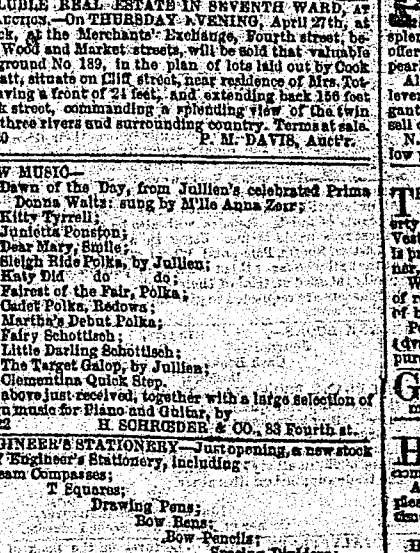 LUBLE REAL ESTATE IN SEVENTH WARD, AT
AUCTION.—On THURSDAY EVENING, April 27th, at
ck, at the Merchants' Exchange, Fourth street, be-
Wood and Market streets, will be sold that valuable
ground No 189, in the plan of lots laid out by Cook
att, situate on Cliff street, near residence of Mrs. Tot-
aving a front of 24 feet, and extending back 156 feet
k street, commanding a splendid view of the twin
three rivers and surrounding country. Terms at sale.
P. M. DAVIS, Auct'r.
W MUSIC—
Dawn of the Day, from Jullien's celebrated Prima
Donna Waltz: sung by M'lle Anna Zerr;
Kitty Tyrrell;
Junietta Ponston;
Dear Mary, Smile;
Sleigh Ride Polka, by Jullien;
Katy Did do do;
Fairest of the Fair, Polka;
Cadet Polka, Redowa;
Martha's Debut Polka;
Fairy Schottisch;
Little Darling Schottisch;
The Target Galop, by Jullien;
Clementina Quick Step.
above just received, together with a large selection of
n music for Piano and Guitar, by
22 H. SCHRŒDER & CO., 83 Fourth st.
GINEER'S STATIONERY—Just opening, a new stock
f Engineer's Stationery, including:
eam Compasses;
T Squares;
Drawing Pens;
Bow Pens;
Bow Pencils;